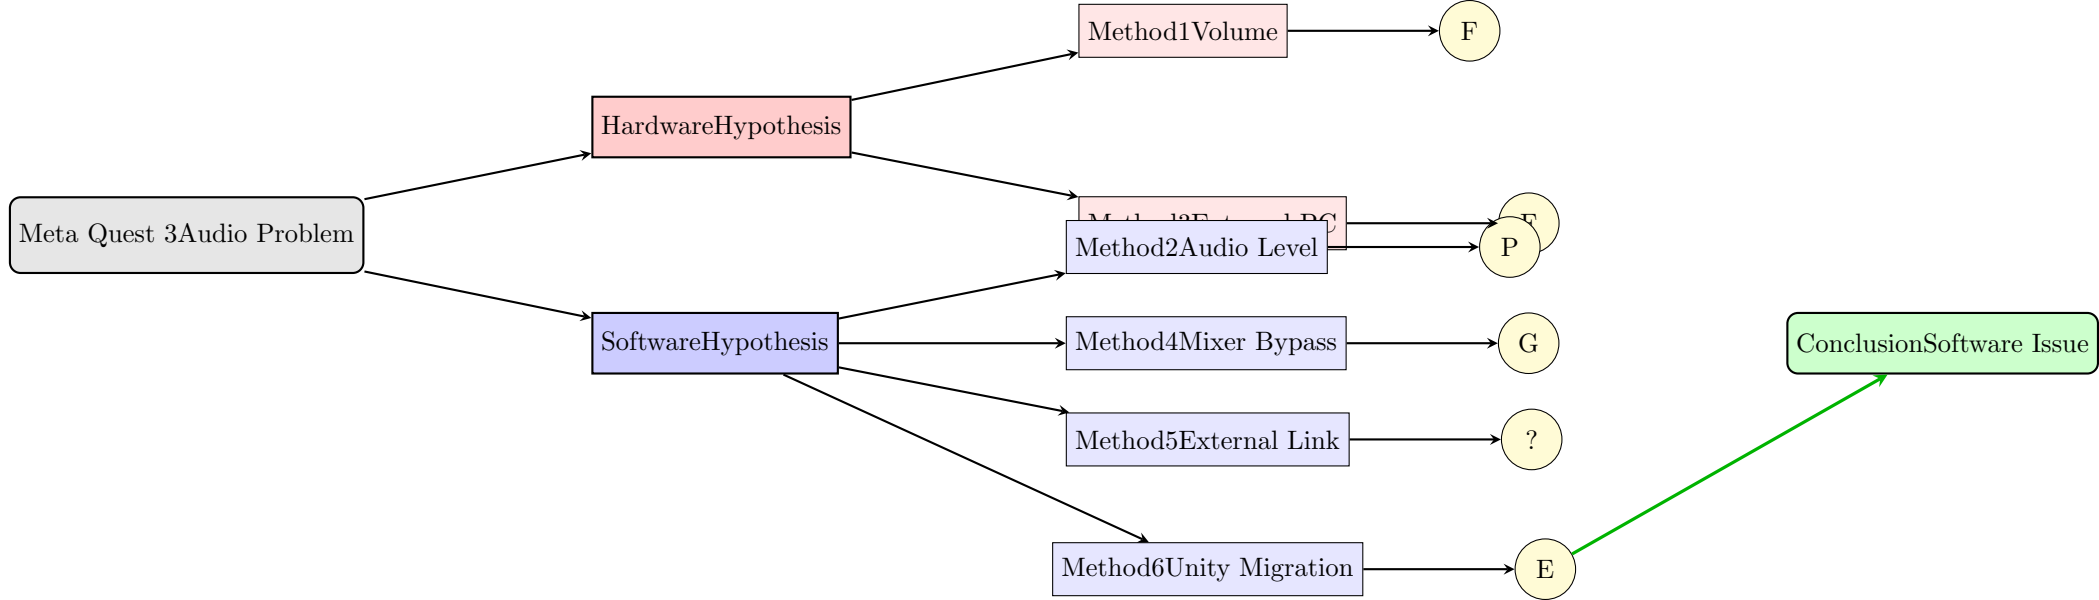 Method1Volume
F
HardwareHypothesis
Meta Quest 3Audio Problem
Method2Audio Level
P
SoftwareHypothesis
Method4Mixer Bypass
G
ConclusionSoftware Issue
Method5External Link
?
Method6Unity Migration
E